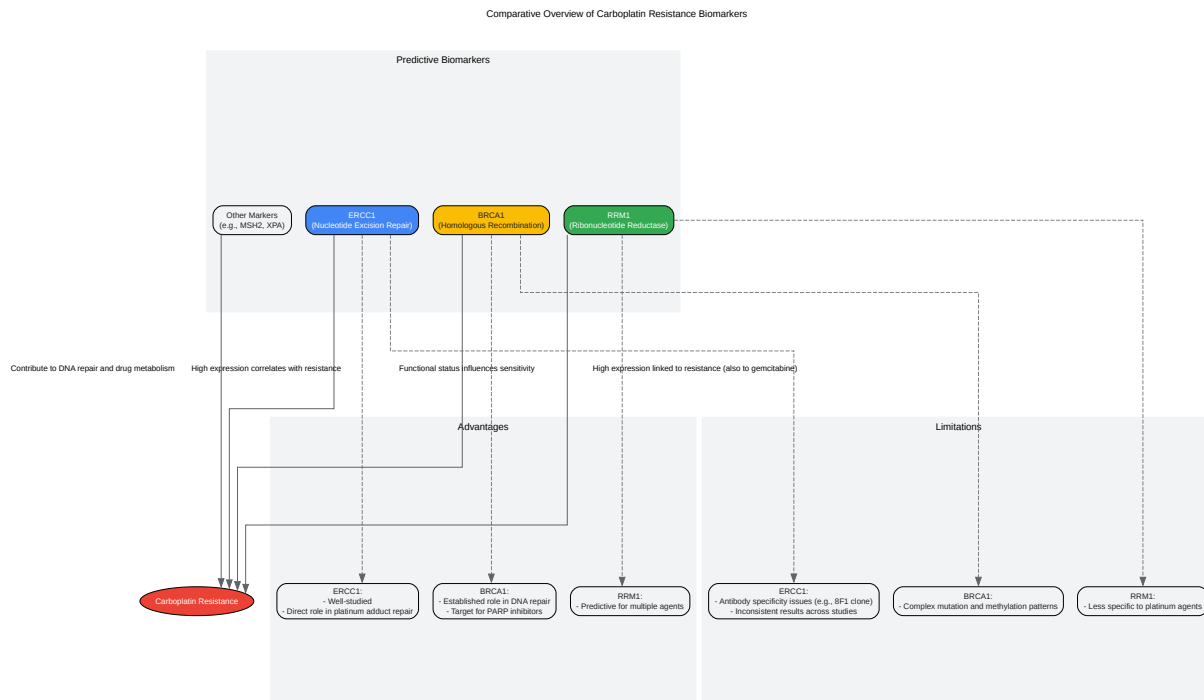 Comparative Overview of Carboplatin Resistance Biomarkers
Predictive Biomarkers
Other Markers
(e.g., MSH2, XPA)
ERCC1
(Nucleotide Excision Repair)
BRCA1
(Homologous Recombination)
RRM1
(Ribonucleotide Reductase)
Contribute to DNA repair and drug metabolism
High expression correlates with resistance
Functional status influences sensitivity
High expression linked to resistance (also to gemcitabine)
Advantages
Limitations
Carboplatin Resistance
ERCC1:
- Well-studied
- Direct role in platinum adduct repair
BRCA1:
- Established role in DNA repair
- Target for PARP inhibitors
RRM1:
- Predictive for multiple agents
ERCC1:
- Antibody specificity issues (e.g., 8F1 clone)
- Inconsistent results across studies
BRCA1:
- Complex mutation and methylation patterns
RRM1:
- Less specific to platinum agents